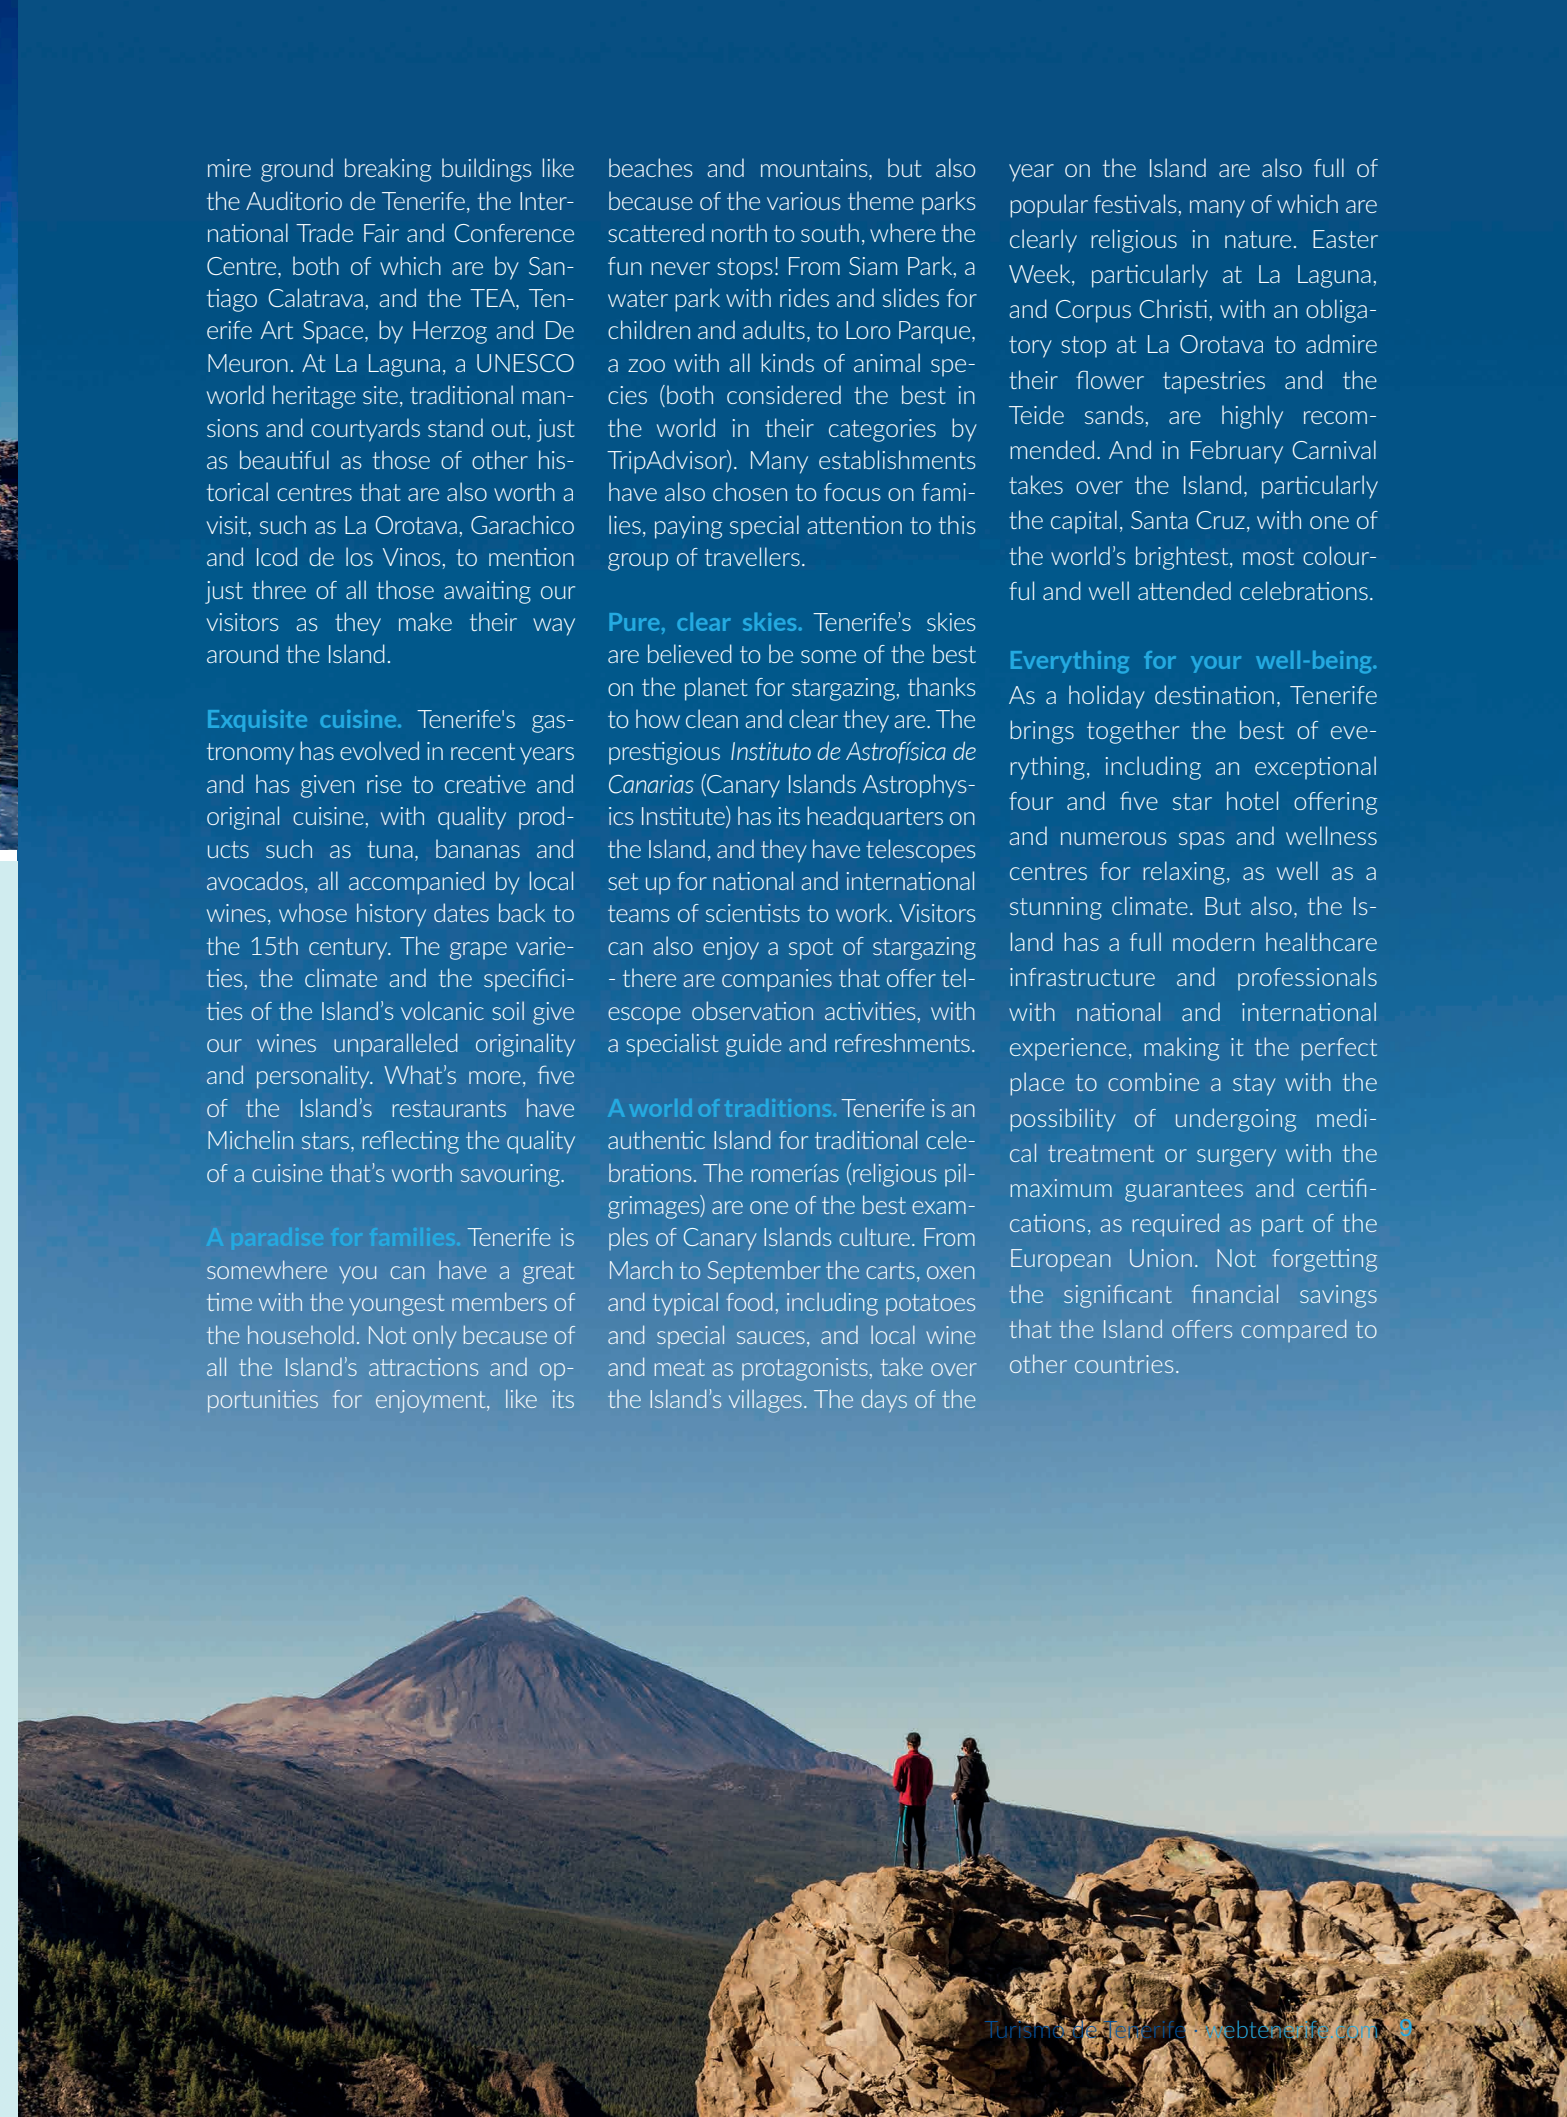 mire ground breaking buildings like
the Auditorio de Tenerife, the Inter-
national Trade Fair and Conference
Centre, both of which are by San-
tiago Calatrava, and the TEA, Ten-
erife Art Space, by Herzog and De
Meuron. At La Laguna, a UNESCO
world heritage site, traditional man-
sions and courtyards stand out, just
as beautiful as those of other his-
torical centres that are also worth a
visit, such as La Orotava, Garachico
and Icod de los Vinos, to mention
just three of all those awaiting our
visitors as they make their way
around the Island.
Exquisite cuisine. Tenerife's gas-
tronomy has evolved in recent years
and has given rise to creative and
original cuisine, with quality prod-
ucts such as tuna, bananas and
avocados, all accompanied by local
wines, whose history dates back to
the 15th century. The grape varie-
ties, the climate and the specifici-
ties of the Island’s volcanic soil give
our wines unparalleled originality
and personality. What’s more, five
of the Island’s restaurants have
Michelin stars, reflecting the quality
of a cuisine that’s worth savouring.
A paradise for families. Tenerife is
somewhere you can have a great
time with the youngest members of
the household. Not only because of
all the Island’s attractions and op-
portunities for enjoyment, like its
beaches and mountains, but also
because of the various theme parks
scattered north to south, where the
fun never stops! From Siam Park, a
water park with rides and slides for
children and adults, to Loro Parque,
a zoo with all kinds of animal spe-
cies (both considered the best in
the world in their categories by
TripAdvisor). Many establishments
have also chosen to focus on fami-
lies, paying special attention to this
group of travellers.
Pure, clear skies. Tenerife’s skies
are believed to be some of the best
on the planet for stargazing, thanks
to how clean and clear they are. The
prestigious Instituto de Astrofísica de
Canarias (Canary Islands Astrophys-
ics Institute) has its headquarters on
the Island, and they have telescopes
set up for national and international
teams of scientists to work. Visitors
can also enjoy a spot of stargazing
- there are companies that offer tel-
escope observation activities, with
a specialist guide and refreshments.
A world of traditions. Tenerife is an
authentic Island for traditional cele-
brations. The romerías (religious pil-
grimages) are one of the best exam-
ples of Canary Islands culture. From
March to September the carts, oxen
and typical food, including potatoes
and special sauces, and local wine
and meat as protagonists, take over
the Island’s villages. The days of the
year on the Island are also full of
popular festivals, many of which are
clearly religious in nature. Easter
Week, particularly at La Laguna,
and Corpus Christi, with an obliga-
tory stop at La Orotava to admire
their flower tapestries and the
Teide sands, are highly recom-
mended. And in February Carnival
takes over the Island, particularly
the capital, Santa Cruz, with one of
the world’s brightest, most colour-
ful and well attended celebrations.
Everything for your well-being.
As a holiday destination, Tenerife
brings together the best of eve-
rything, including an exceptional
four and five star hotel offering
and numerous spas and wellness
centres for relaxing, as well as a
stunning climate. But also, the Is-
land has a full modern healthcare
infrastructure and professionals
with national and international
experience, making it the perfect
place to combine a stay with the
possibility of undergoing medi-
cal treatment or surgery with the
maximum guarantees and certifi-
cations, as required as part of the
European Union. Not forgetting
the significant financial savings
that the Island offers compared to
other countries.
Turismo de Tenerife · webtenerife.com 9